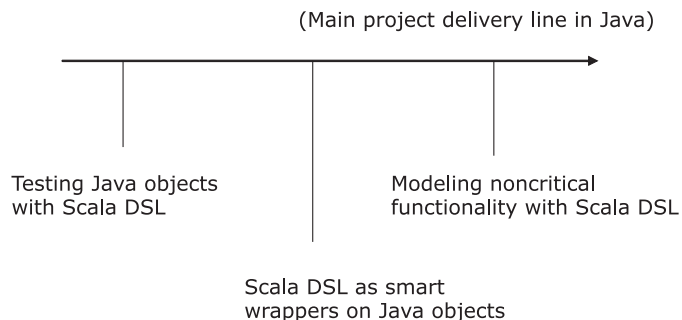 (Main project delivery line in Java)
Testing Java objects
with Scala DSL
Modeling noncritical
functionality with Scala DSL
Scala DSL as smart
wrappers on Java objects